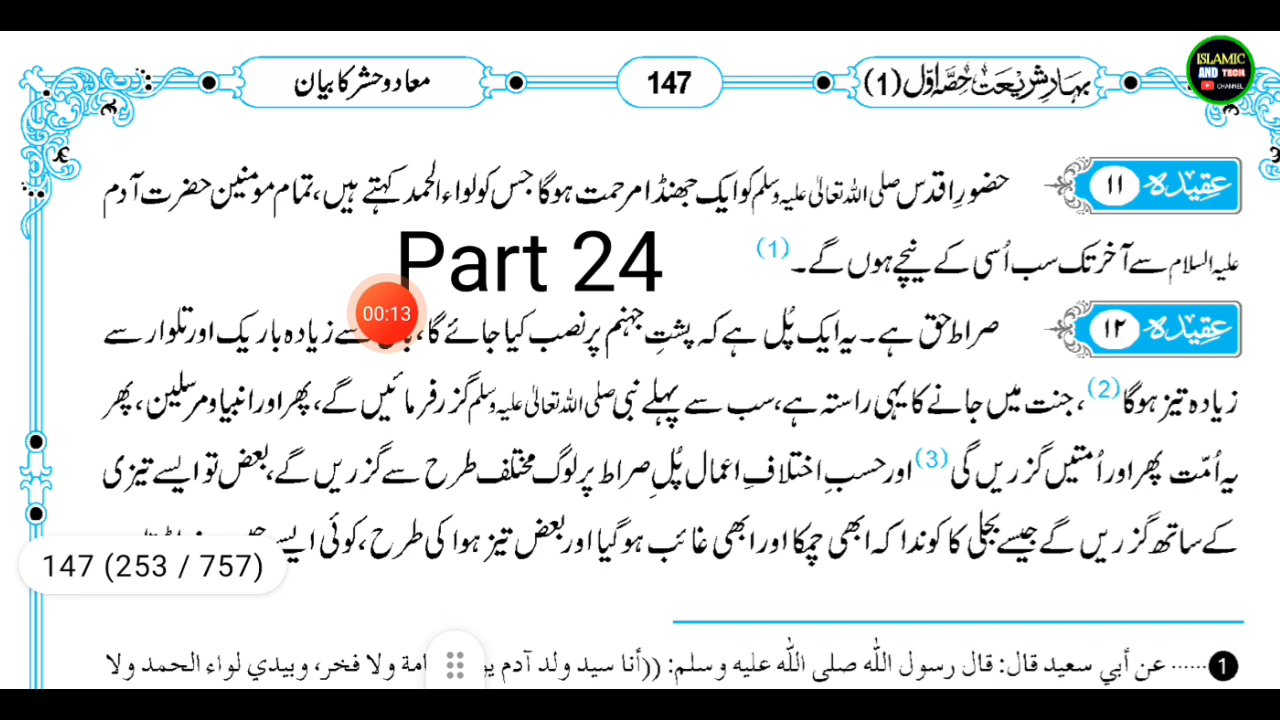 بہارِشریعت حصّہ اوّل (1)
147
معاد و حشر کا بیان
ISLAMIC AND TECH CHANNEL
عقیدہ ۱۱ حضورِ اقدس صلی اللہ تعالیٰ علیہ وسلم کو ایک جھنڈا مرحمت ہوگا جس کو لواء الحمد کہتے ہیں، تمام مومنین حضرت آدم
علیہ السلام سے آخر تک سب اُسی کے نیچے ہوں گے۔ (1)
Part 24
00:13
عقیدہ ۱۲ صراط حق ہے۔ یہ ایک پُل ہے کہ پشتِ جہنم پر نصب کیا جائے گا، سے زیادہ باریک اور تلوار سے
زیادہ تیز ہوگا (2)، جنت میں جانے کا یہی راستہ ہے، سب سے پہلے نبی صلی اللہ تعالیٰ علیہ وسلم گزر فرمائیں گے، پھر اور انبیا و مرسلین، پھر
یہ اُمّت پھر اور اُمتیں گزریں گی (3) اور حسبِ اختلافِ اعمال پُلِ صراط پر لوگ مختلف طرح سے گزریں گے، بعض تو ایسے تیزی
کے ساتھ گزریں گے جیسے بجلی کا کوندا کہ ابھی چمکا اور ابھی غائب ہوگیا اور بعض تیز ہوا کی طرح، کوئی
147 (253 / 757)
1 ...... عن أبي سعيد قال: قال رسول اللّٰه صلى اللّٰه عليه وسلم: ((أنا سيد ولد آدم ولا فخر، وبيدي لواء الحمد ولا